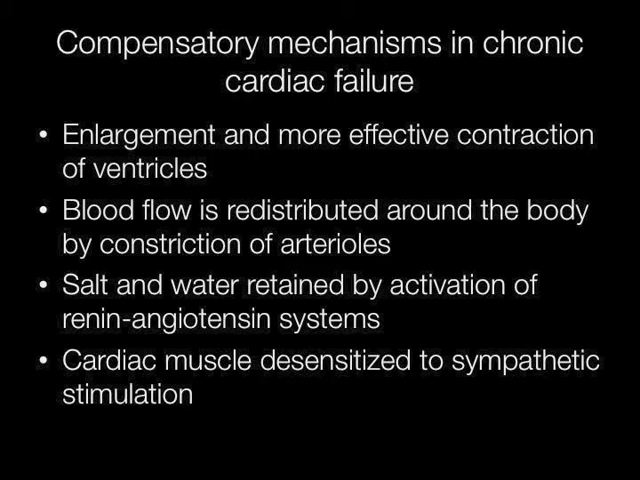 Compensatory mechanisms in chronic
cardiac failure
• Enlargement and more effective contraction
of ventricles
• Blood flow is redistributed around the body
by constriction of arterioles
• Salt and water retained by activation of
renin-angiotensin systems
• Cardiac muscle desensitized to sympathetic
stimulation